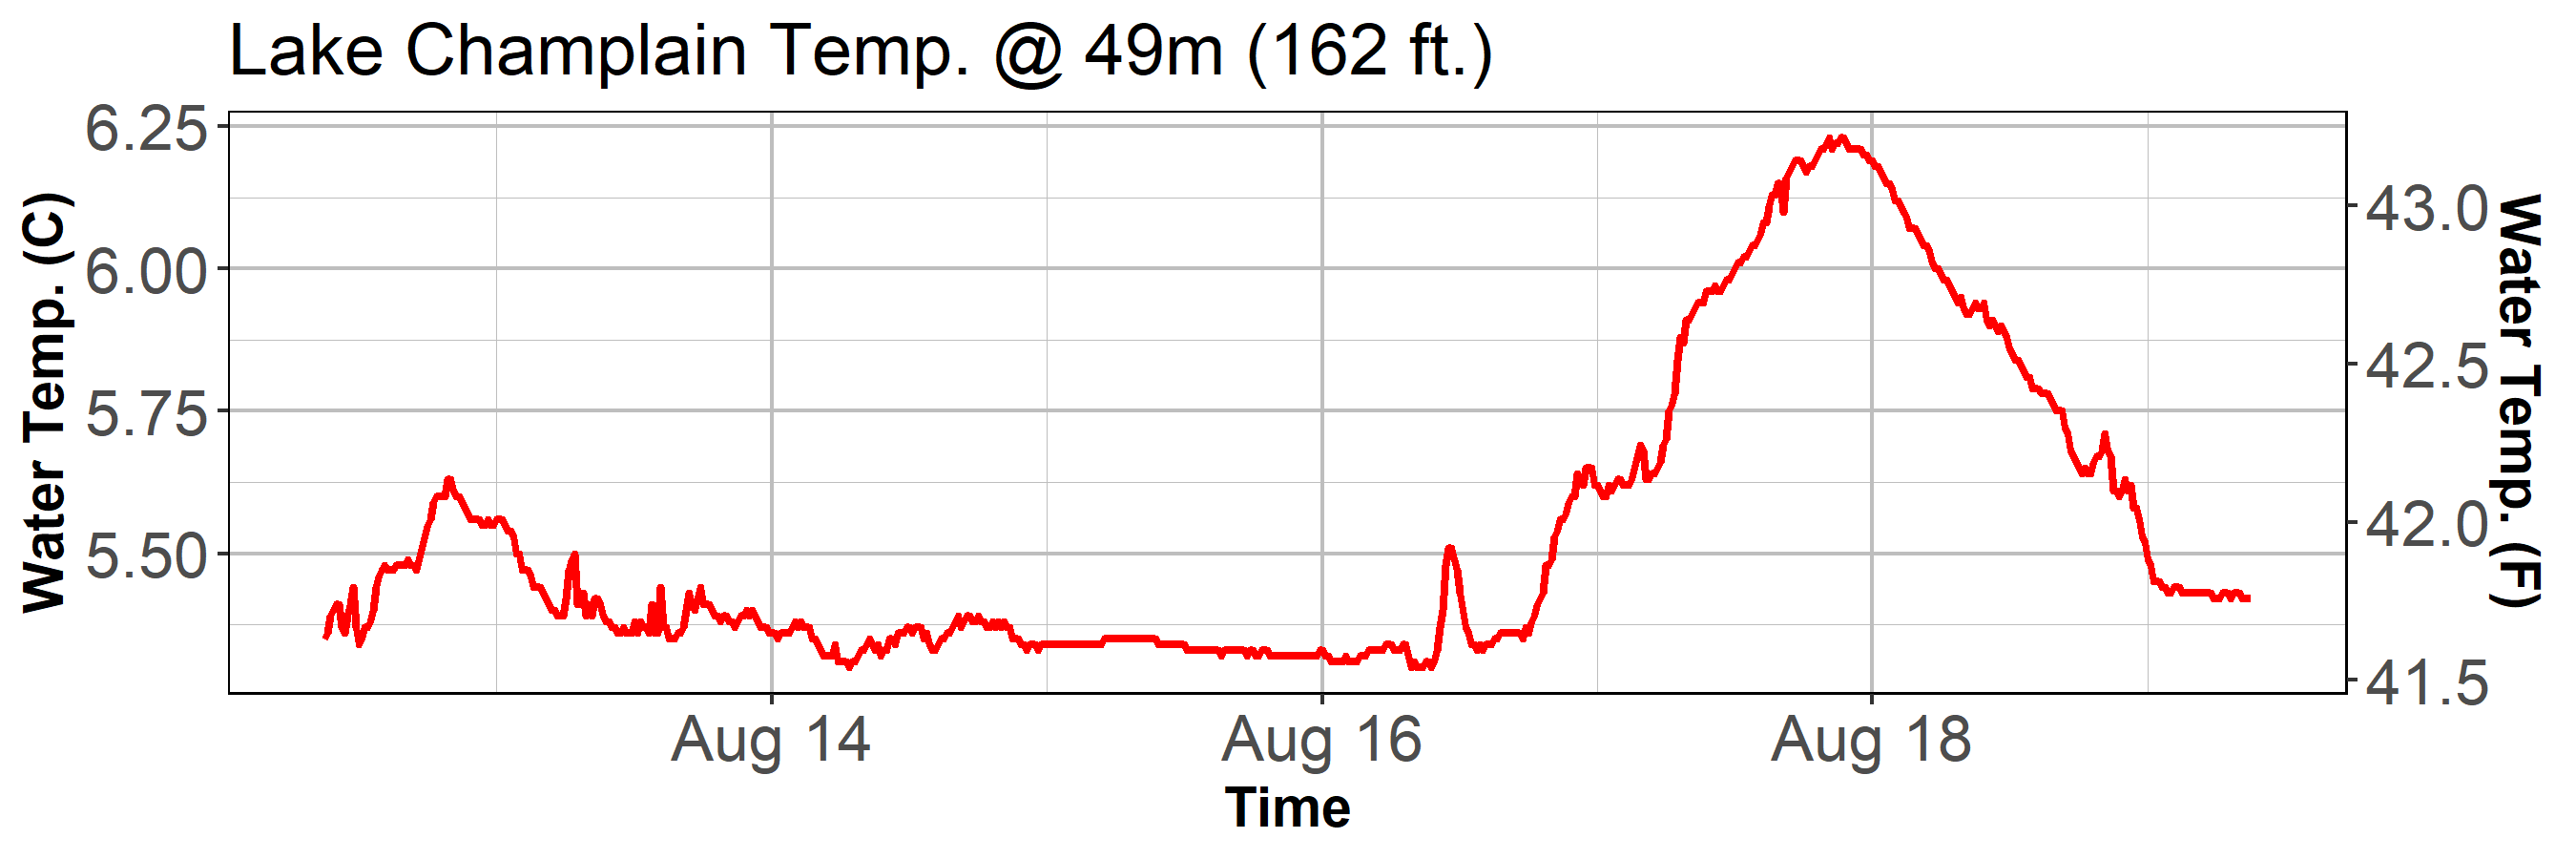 Lake Champlain Temp. @ 49m (162 ft.)
Water Temp. (C)
6.25
6.00
5.75
5.50
43.0
42.5
42.0
41.5
Water Temp. (F)
Aug 14 Aug 16 Aug 18
Time